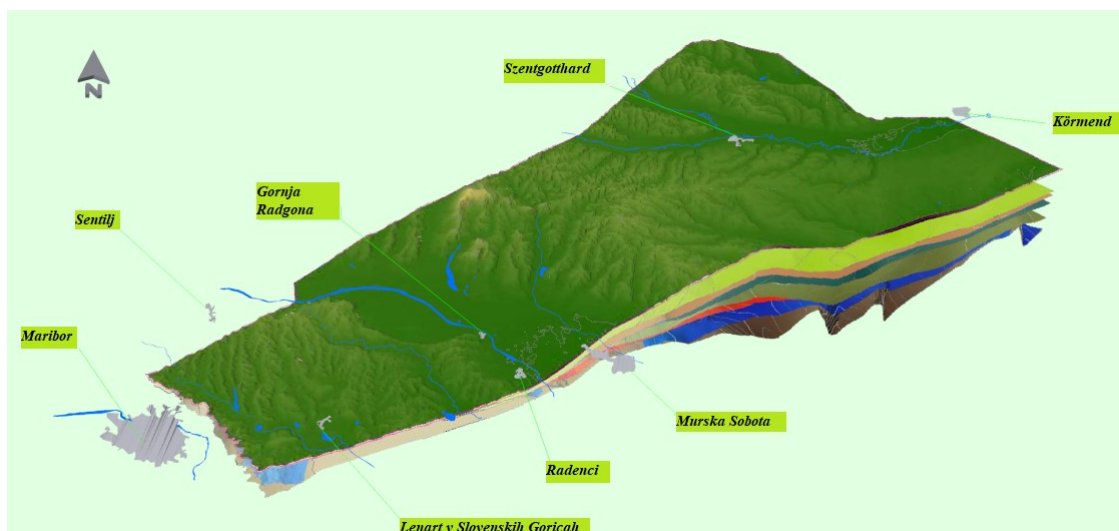 Szentgotthard
N
Körmend
Gornja
Radgona
Sentilj
Maribor
Murska Sobota
Radenci
Lenart v Slovenskih Goricah